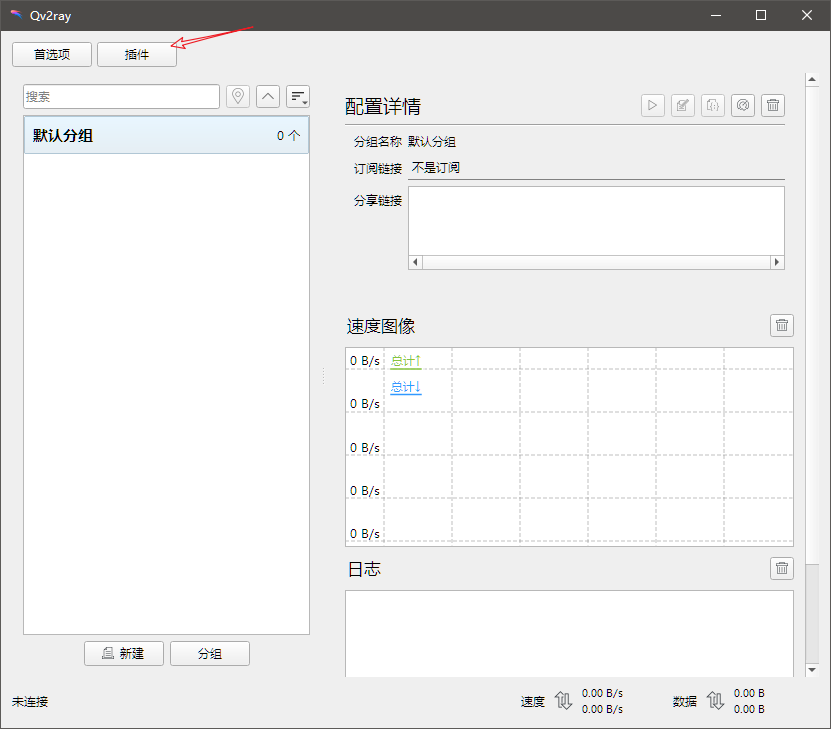 Qv2ray
首选项
插件
搜索
默认分组
0 个
新建
分组
配置详情
分组名称 默认分组
订阅链接 不是订阅
分享链接
速度图像
0 B/s
总计↑
总计↓
0 B/s
0 B/s
0 B/s
0 B/s
日志
未连接
速度
0.00 B/s
0.00 B/s
数据
0.00 B
0.00 B